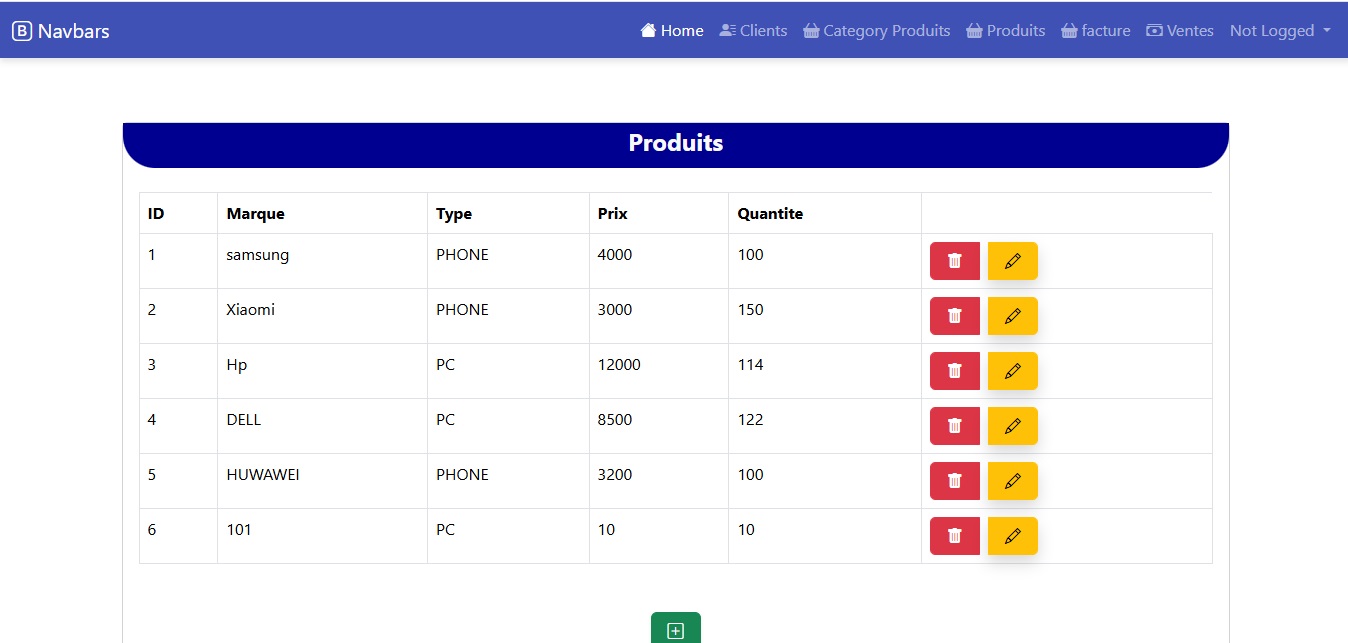 B Navbars Home Clients Category Produits Produits facture Ventes Not Logged
Produits
ID Marque Type Prix Quantite
1 samsung PHONE 4000 100
2 Xiaomi PHONE 3000 150
3 Hp PC 12000 114
4 DELL PC 8500 122
5 HUWAWEI PHONE 3200 100
6 101 PC 10 10